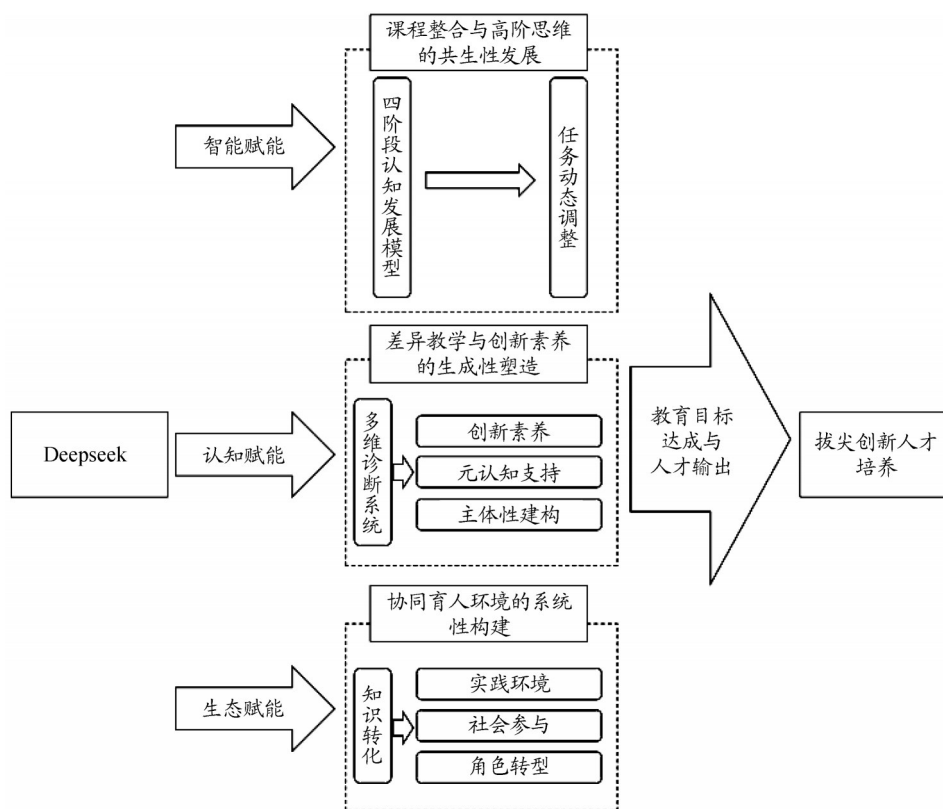 课程整合与高阶思维
的共生性发展
智能赋能
四阶段认知发展模型
任务动态调整
差异教学与创新素养
的生成性塑造
Deepseek
认知赋能
多维诊断系统
创新素养
元认知支持
主体性建构
教育目标
达成与
人才输出
拔尖创新人才
培养
协同育人环境的系统
性构建
生态赋能
知识转化
实践环境
社会参与
角色转型